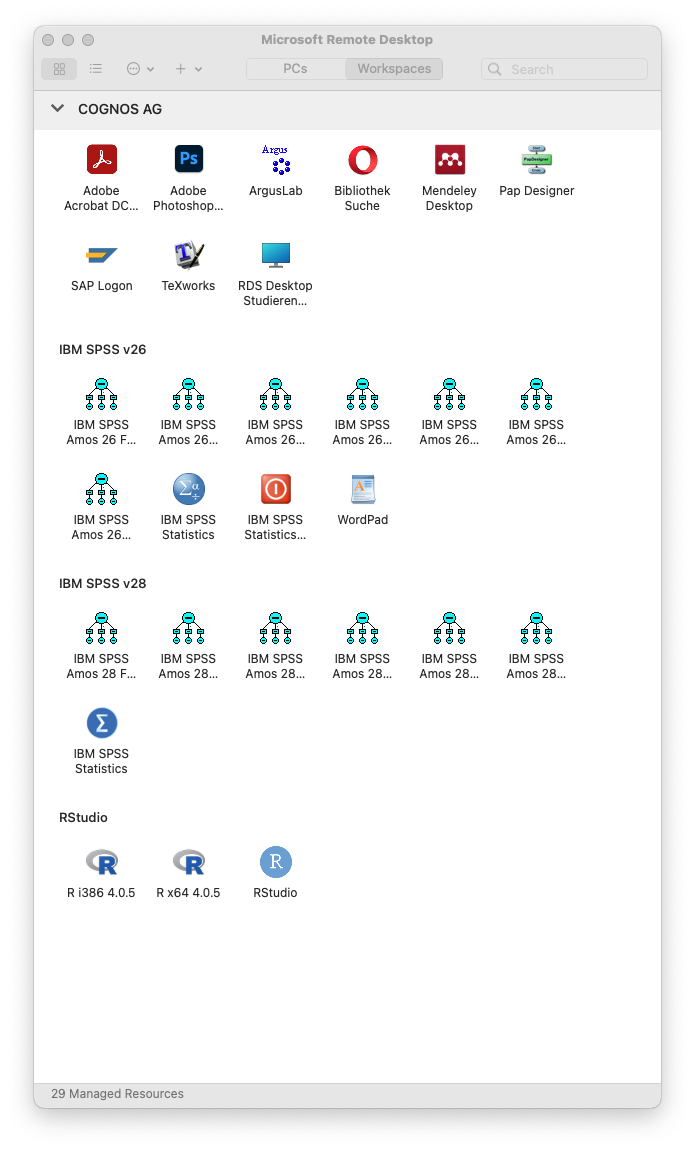 Microsoft Remote Desktop
PCs
Workspaces
Search
COGNOS AG
Adobe
Acrobat DC...
Ps
Adobe
Photoshop...
Argus
ArgusLab
Bibliothek
Suche
Mendeley
Desktop
PapDesigner
Pap Designer
SAP Logon
T
TeXworks
RDS Desktop
Studieren...
IBM SPSS v26
IBM SPSS
Amos 26 F...
IBM SPSS
Amos 26...
IBM SPSS
Amos 26...
IBM SPSS
Amos 26...
IBM SPSS
Amos 26...
IBM SPSS
Amos 26...
IBM SPSS
Amos 26...
Σα
÷
IBM SPSS
Statistics
IBM SPSS
Statistics...
A
WordPad
IBM SPSS v28
IBM SPSS
Amos 28 F...
IBM SPSS
Amos 28...
IBM SPSS
Amos 28...
IBM SPSS
Amos 28...
IBM SPSS
Amos 28...
IBM SPSS
Amos 28...
Σ
IBM SPSS
Statistics
RStudio
R
R i386 4.0.5
R
R x64 4.0.5
R
RStudio
29 Managed Resources